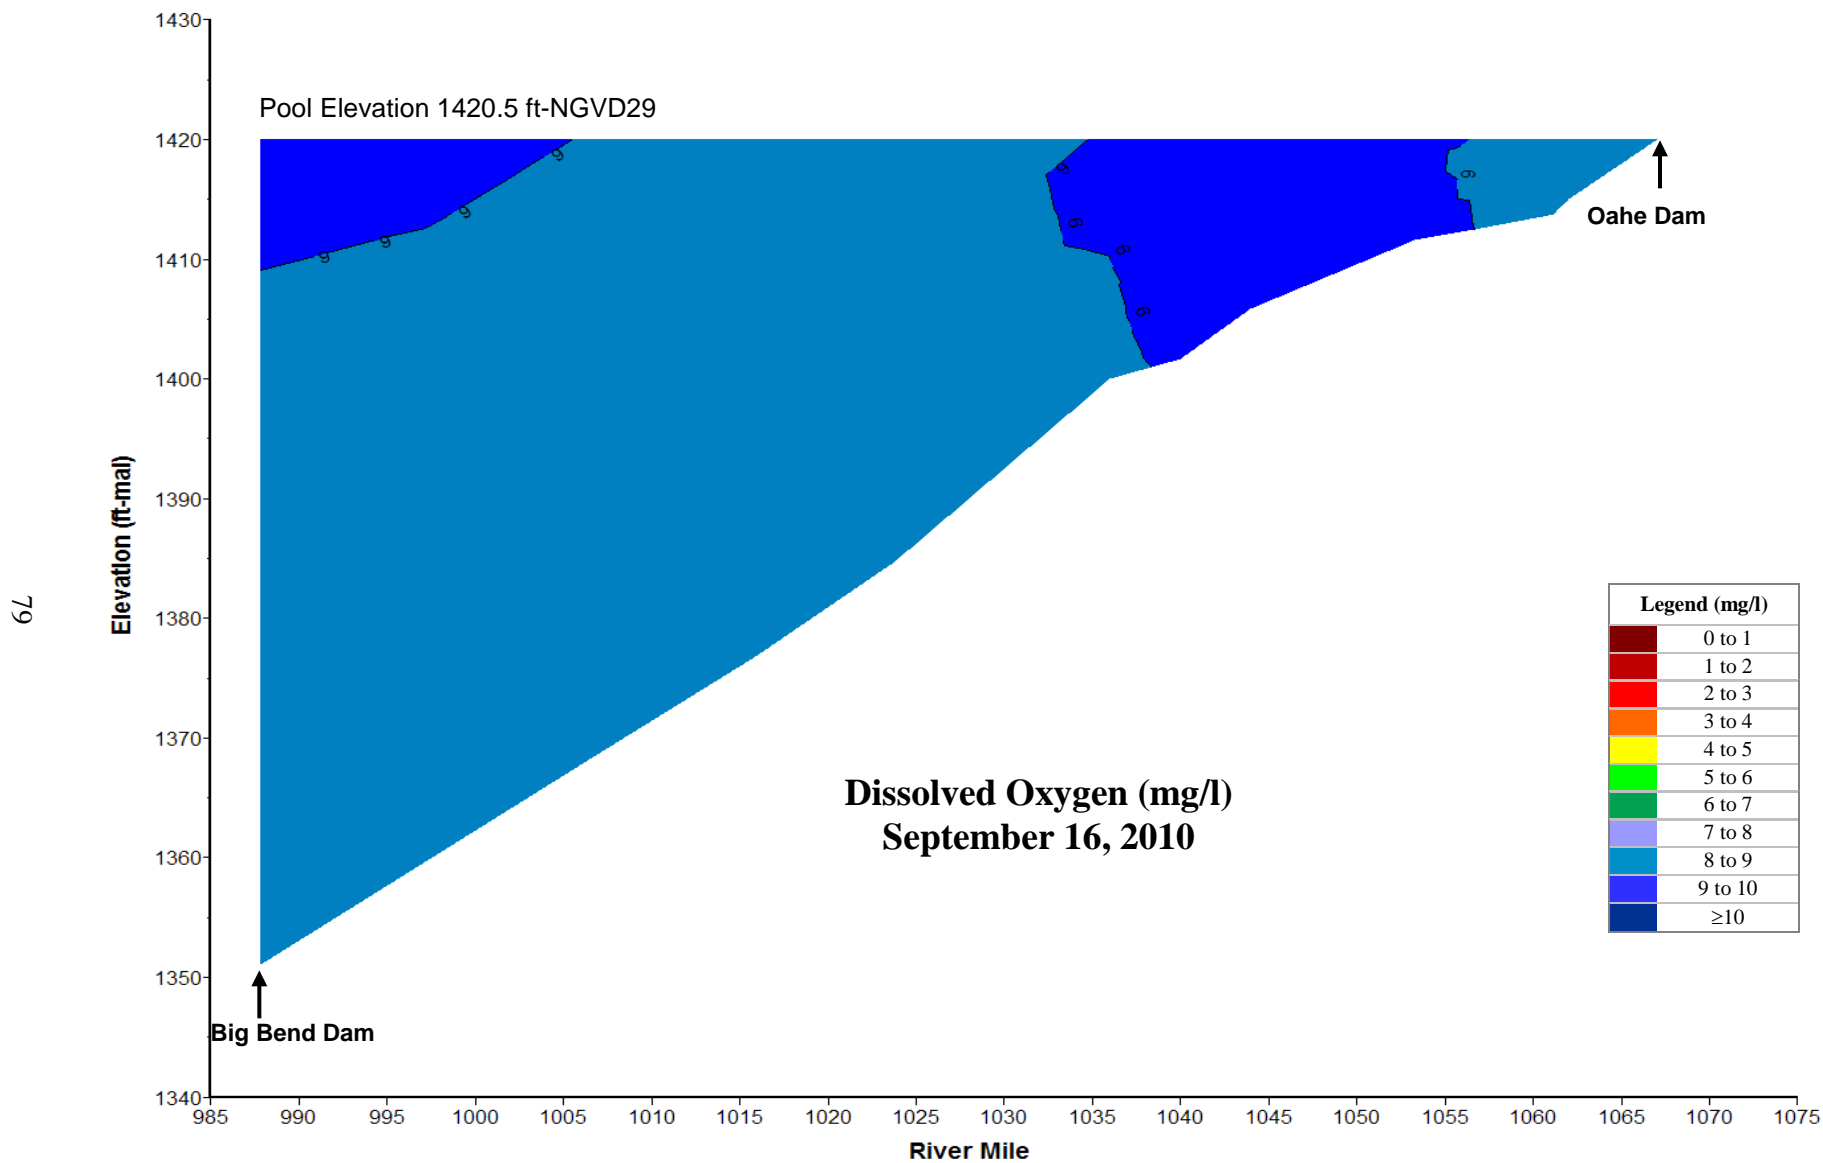 1430
Pool Elevation 1420.5 ft-NGVD29
1420
9
9
9
9
9
9
9
9
9
Oahe Dam
1410
1400
1390
Elevation (ft-mal)
79
1380
1370
1360
1350
1340
Legend (mg/l)
0 to 1
1 to 2
2 to 3
3 to 4
4 to 5
5 to 6
6 to 7
7 to 8
8 to 9
9 to 10
≥10
Dissolved Oxygen (mg/l)
September 16, 2010
Big Bend Dam
985 990 995 1000 1005 1010 1015 1020 1025 1030 1035 1040 1045 1050 1055 1060 1065 1070 1075
River Mile